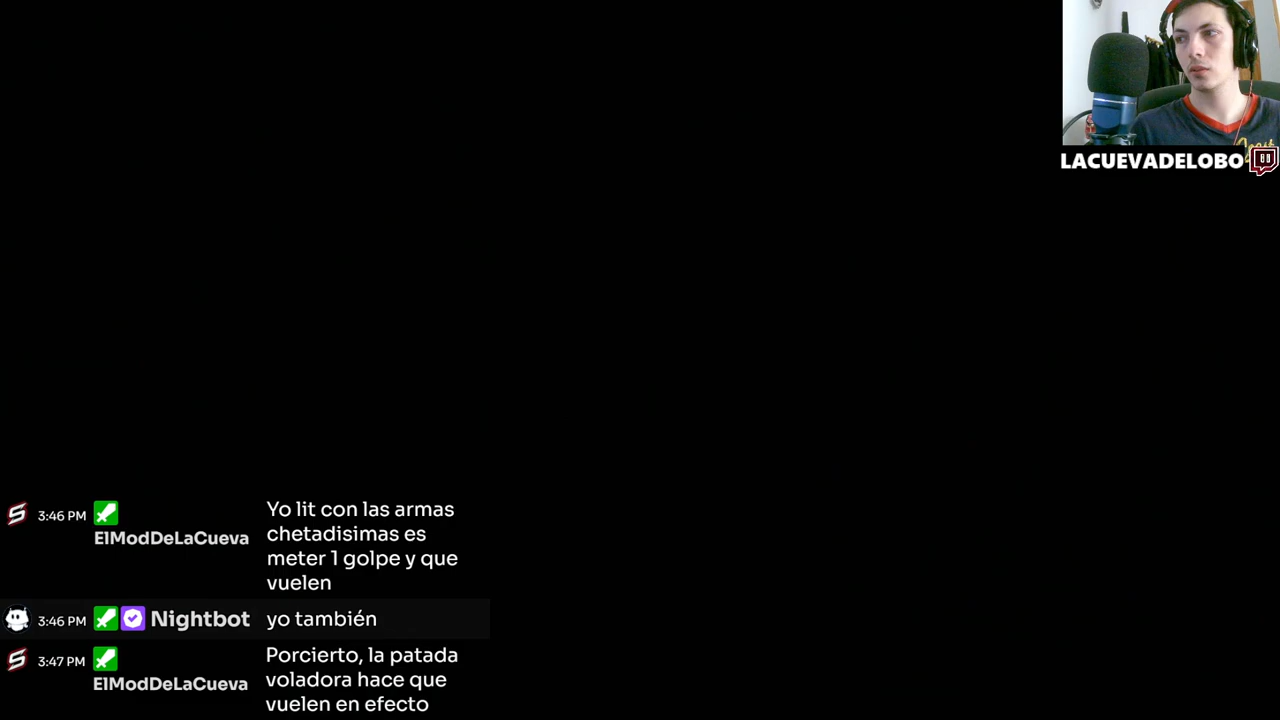 LACUEVADELOBO
3:46 PM
ElModDeLaCueva
Yo lit con las armas
chetadisimas es
meter 1 golpe y que
vuelen
3:46 PM Nightbot yo también
3:47 PM
ElModDeLaCueva
Porcierto, la patada
voladora hace que
vuelen en efecto